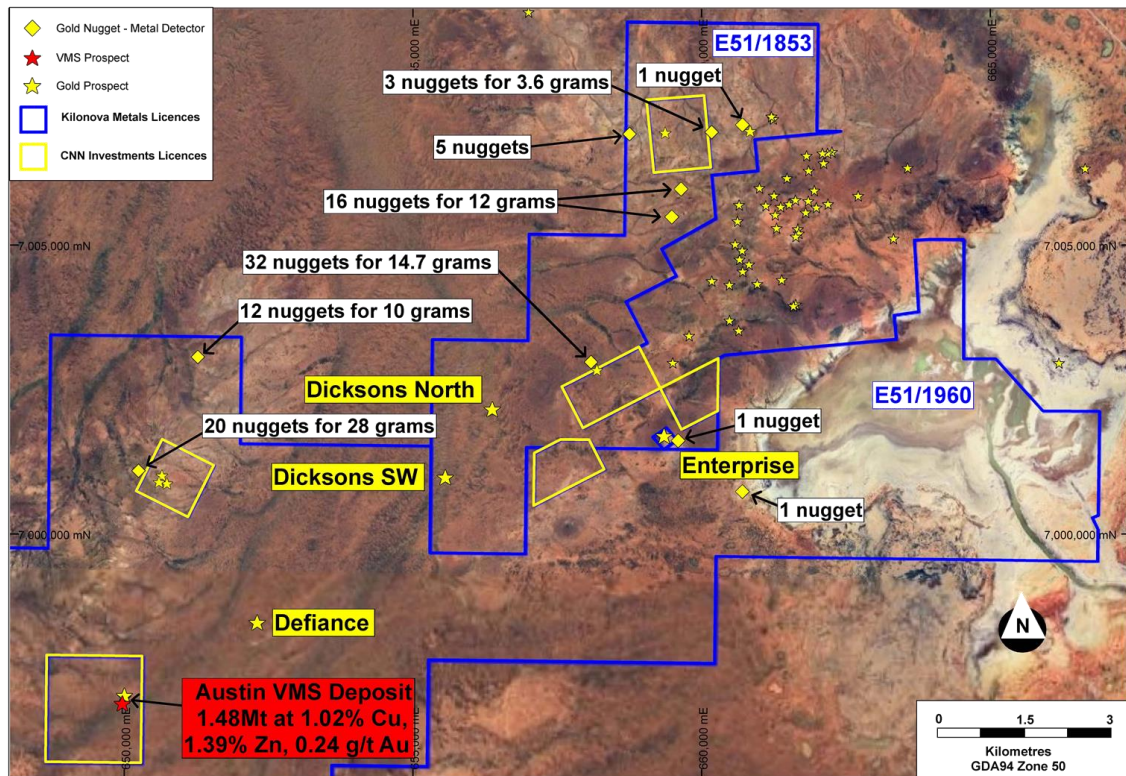 Gold Nugget - Metal Detector
VMS Prospect
Gold Prospect
Kilonova Metals Licences
CNN Investments Licences
E51/1853
1 nugget
3 nuggets for 3.6 grams
5 nuggets
16 nuggets for 12 grams
7,005,000 mN
7,005,000 mN
32 nuggets for 14.7 grams
12 nuggets for 10 grams
Dicksons North
E51/1960
20 nuggets for 28 grams
1 nugget
Dicksons SW
Enterprise
1 nugget
7,000,000 mN
7,000,000 mN
Defiance
N
Austin VMS Deposit
1.48Mt at 1.02% Cu,
1.39% Zn, 0.24 g/t Au
650,000 mE
660,000 mE
665,000 mE
0 1.5 3
Kilometres
GDA94 Zone 50